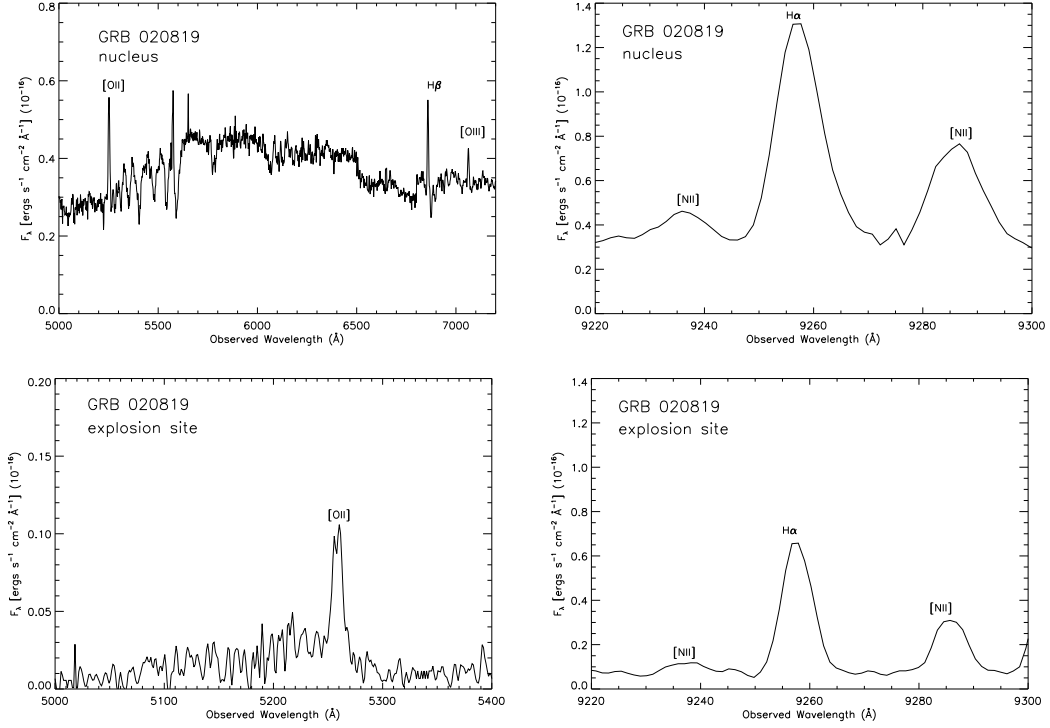 GRB 020819
nucleus
[OII]
Hβ
[OIII]
0.8
0.6
0.4
0.2
0.0
F_λ [ergs s⁻¹ cm⁻² Å⁻¹] (10⁻¹⁶)
5000 5500 6000 6500 7000
Observed Wavelength (Å)
GRB 020819
nucleus
[NII]
Hα
[NII]
1.4
1.2
1.0
0.8
0.6
0.4
0.2
0.0
F_λ [ergs s⁻¹ cm⁻² Å⁻¹] (10⁻¹⁶)
9220 9240 9260 9280 9300
Observed Wavelength (Å)
GRB 020819
explosion site
[OII]
0.20
0.15
0.10
0.05
0.00
F_λ [ergs s⁻¹ cm⁻² Å⁻¹] (10⁻¹⁶)
5000 5100 5200 5300 5400
Observed Wavelength (Å)
GRB 020819
explosion site
[NII]
Hα
[NII]
1.4
1.2
1.0
0.8
0.6
0.4
0.2
0.0
F_λ [ergs s⁻¹ cm⁻² Å⁻¹] (10⁻¹⁶)
9220 9240 9260 9280 9300
Observed Wavelength (Å)